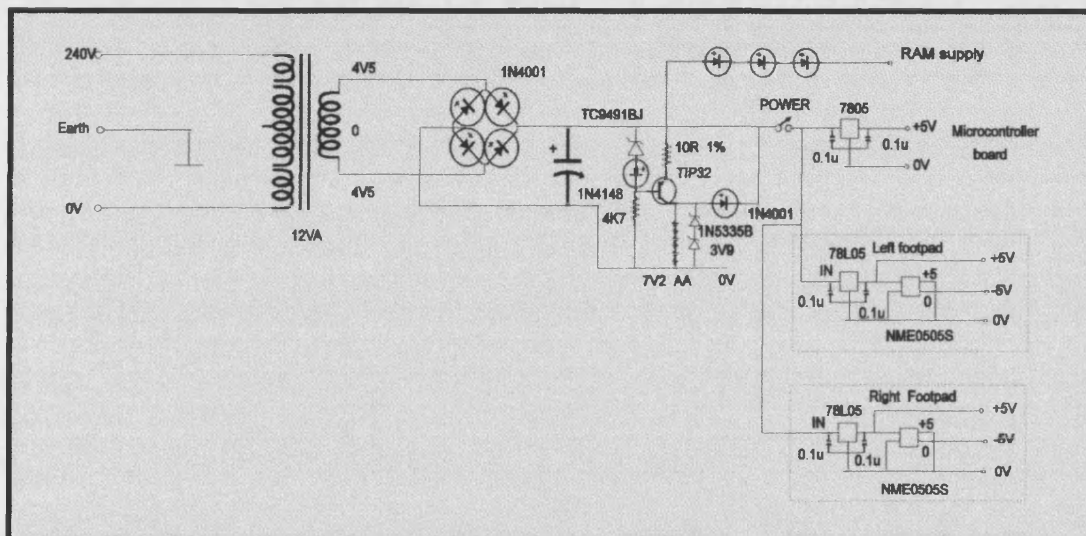 240V
Earth
0V
12VA
4V5
0
4V5
1N4001
+
TC9491BJ
1N4148
4K7
10R 1%
TIP32
1N4001
1N5335B
3V9
7V2 AA 0V
RAM supply
POWER
7805
0.1u
0.1u
+5V
0V
Microcontroller
board
Left footpad
78L05
IN
0.1u
0.1u
+5
0
+5V
-5V
0V
NME0505S
Right Footpad
78L05
IN
0.1u
0.1u
+5
0
+5V
-5V
0V
NME0505S